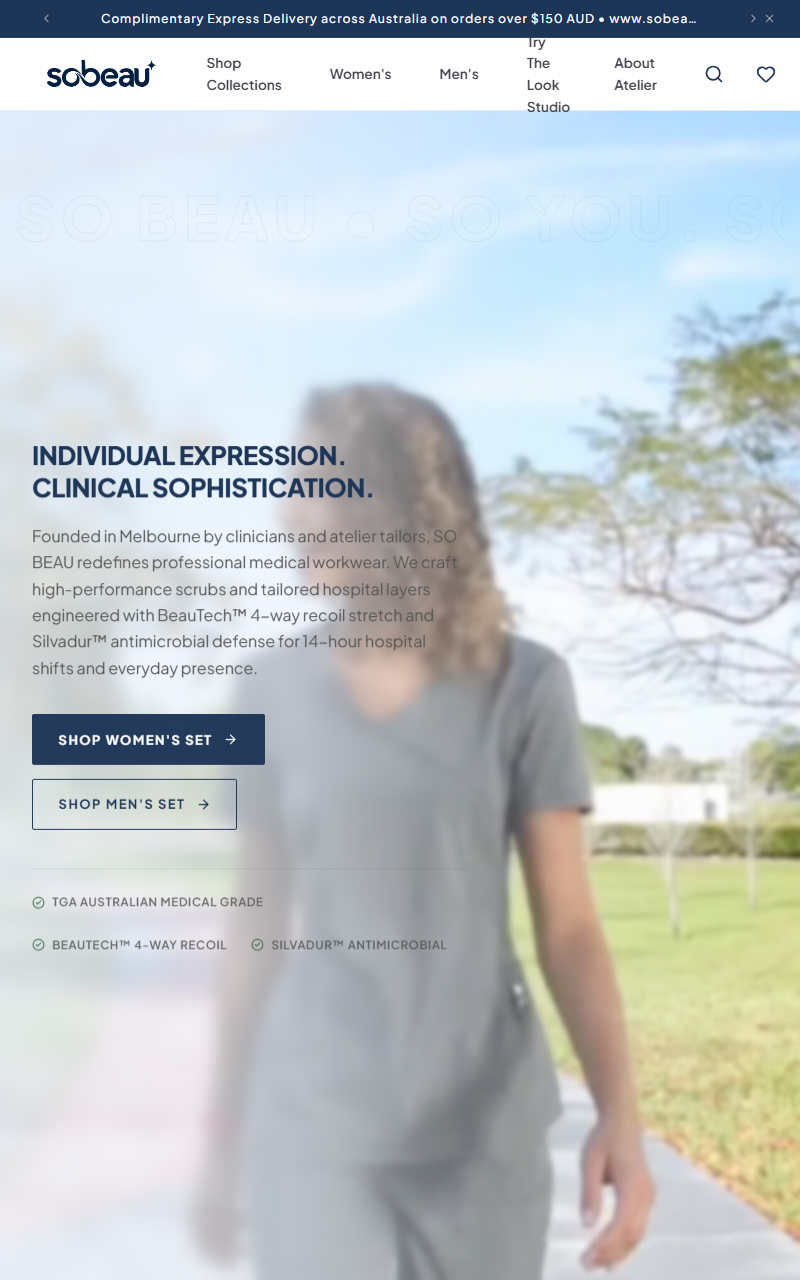 Complimentary Express Delivery across Australia on orders over $150 AUD • www.sobea…
sobeau
Shop
Collections
Women's
Men's
Try
The
Look
Studio
About
Atelier
SO BEAU • SO YOU. SO
INDIVIDUAL EXPRESSION.
CLINICAL SOPHISTICATION.
Founded in Melbourne by clinicians and atelier tailors, SO
BEAU redefines professional medical workwear. We craft
high-performance scrubs and tailored hospital layers
engineered with BeauTech™ 4-way recoil stretch and
Silvadur™ antimicrobial defense for 14-hour hospital
shifts and everyday presence.
SHOP WOMEN'S SET →
SHOP MEN'S SET →
TGA AUSTRALIAN MEDICAL GRADE
BEAUTECH™ 4-WAY RECOIL
SILVADUR™ ANTIMICROBIAL